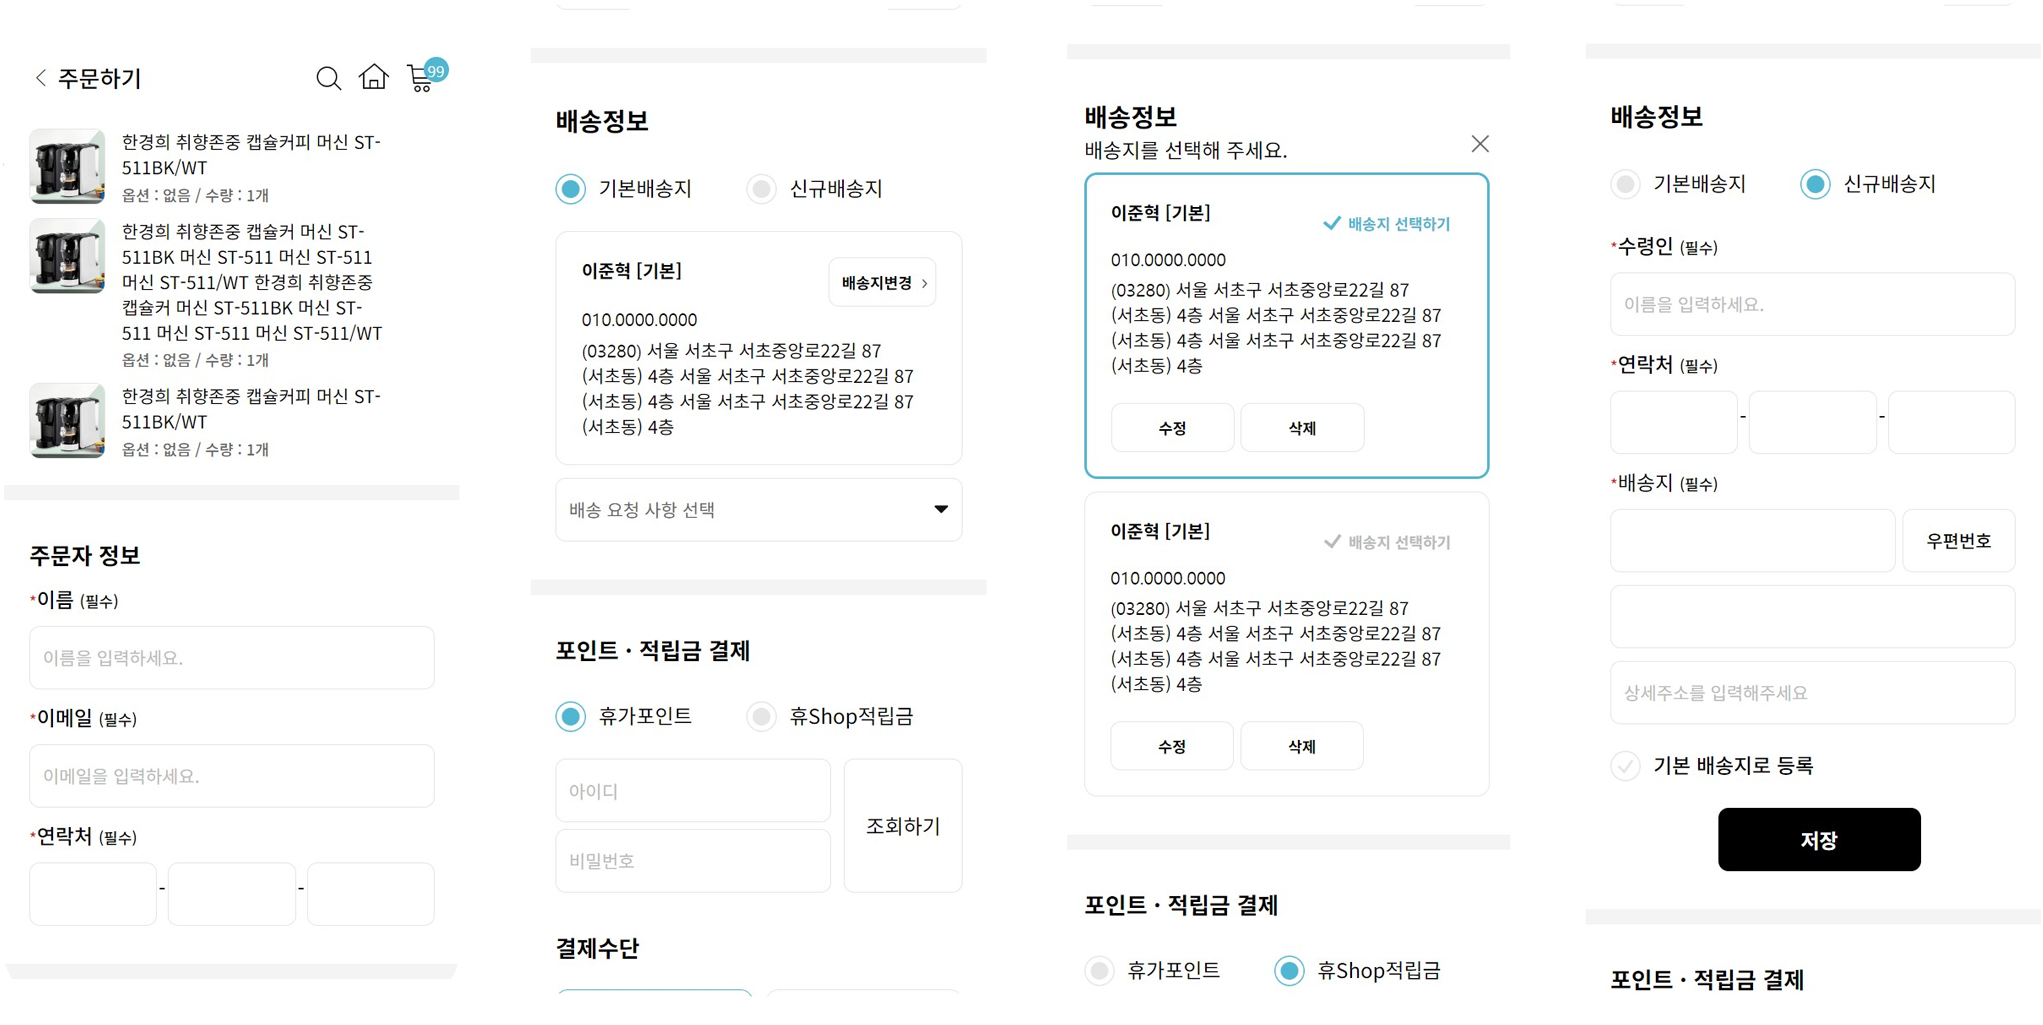 주문하기
99
한경희 취향존중 캡슐커피 머신 ST-
511BK/WT
옵션 : 없음 / 수량 : 1개
한경희 취향존중 캡슐커 머신 ST-
511BK 머신 ST-511 머신 ST-511
머신 ST-511/WT 한경희 취향존중
캡슐커 머신 ST-511BK 머신 ST-
511 머신 ST-511 머신 ST-511/WT
옵션 : 없음 / 수량 : 1개
한경희 취향존중 캡슐커피 머신 ST-
511BK/WT
옵션 : 없음 / 수량 : 1개
주문자 정보
*이름 (필수)
이름을 입력하세요.
*이메일 (필수)
이메일을 입력하세요.
*연락처 (필수)
- -
배송정보
기본배송지 신규배송지
이준혁 [기본]
배송지변경 >
010.0000.0000
(03280) 서울 서초구 서초중앙로22길 87
(서초동) 4층 서울 서초구 서초중앙로22길 87
(서초동) 4층 서울 서초구 서초중앙로22길 87
(서초동) 4층
배송 요청 사항 선택
포인트 · 적립금 결제
휴가포인트 휴Shop적립금
아이디
비밀번호
조회하기
결제수단
배송정보
배송지를 선택해 주세요.
이준혁 [기본]
배송지 선택하기
010.0000.0000
(03280) 서울 서초구 서초중앙로22길 87
(서초동) 4층 서울 서초구 서초중앙로22길 87
(서초동) 4층 서울 서초구 서초중앙로22길 87
(서초동) 4층
수정 삭제
이준혁 [기본]
배송지 선택하기
010.0000.0000
(03280) 서울 서초구 서초중앙로22길 87
(서초동) 4층 서울 서초구 서초중앙로22길 87
(서초동) 4층 서울 서초구 서초중앙로22길 87
(서초동) 4층
수정 삭제
포인트 · 적립금 결제
휴가포인트 휴Shop적립금
배송정보
기본배송지 신규배송지
*수령인 (필수)
이름을 입력하세요.
*연락처 (필수)
- -
*배송지 (필수)
우편번호
상세주소를 입력해주세요
기본 배송지로 등록
저장
포인트 · 적립금 결제